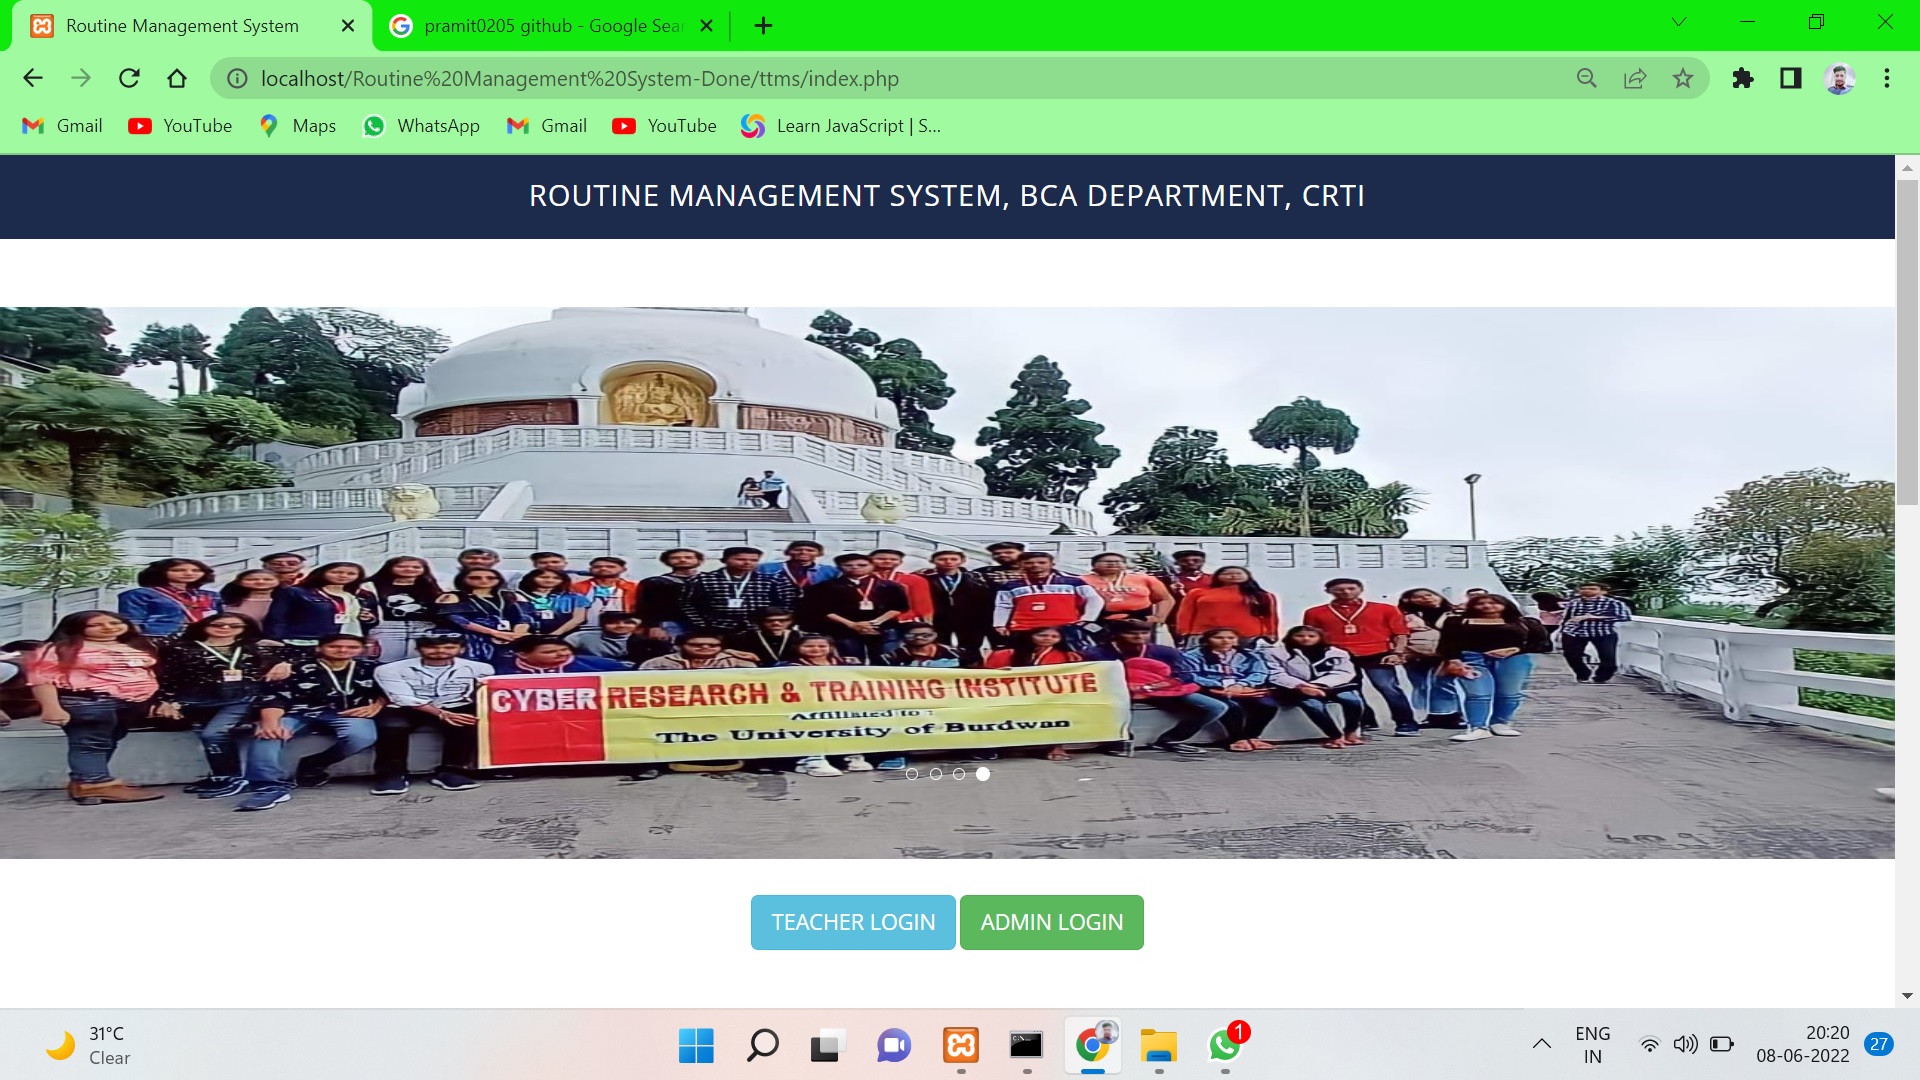 Routine Management System
pramit0205 github - Google Sear
localhost/Routine%20Management%20System-Done/ttms/index.php
Gmail
YouTube
Maps
WhatsApp
Gmail
YouTube
Learn JavaScript | S...
ROUTINE MANAGEMENT SYSTEM, BCA DEPARTMENT, CRTI
CYBER RESEARCH & TRAINING INSTITUTE
Affiliated to :
The University of Burdwan
TEACHER LOGIN
ADMIN LOGIN
31°C
Clear
1
ENG
IN
20:20
08-06-2022
27